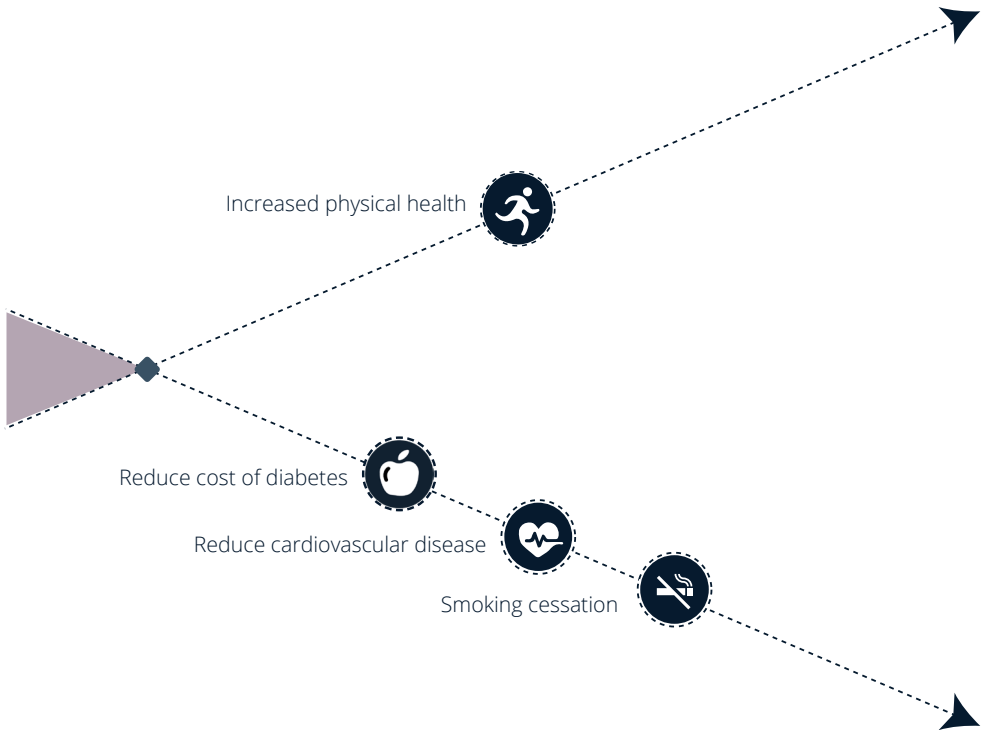 Increased physical health
Reduce cost of diabetes
Reduce cardiovascular disease
Smoking cessation